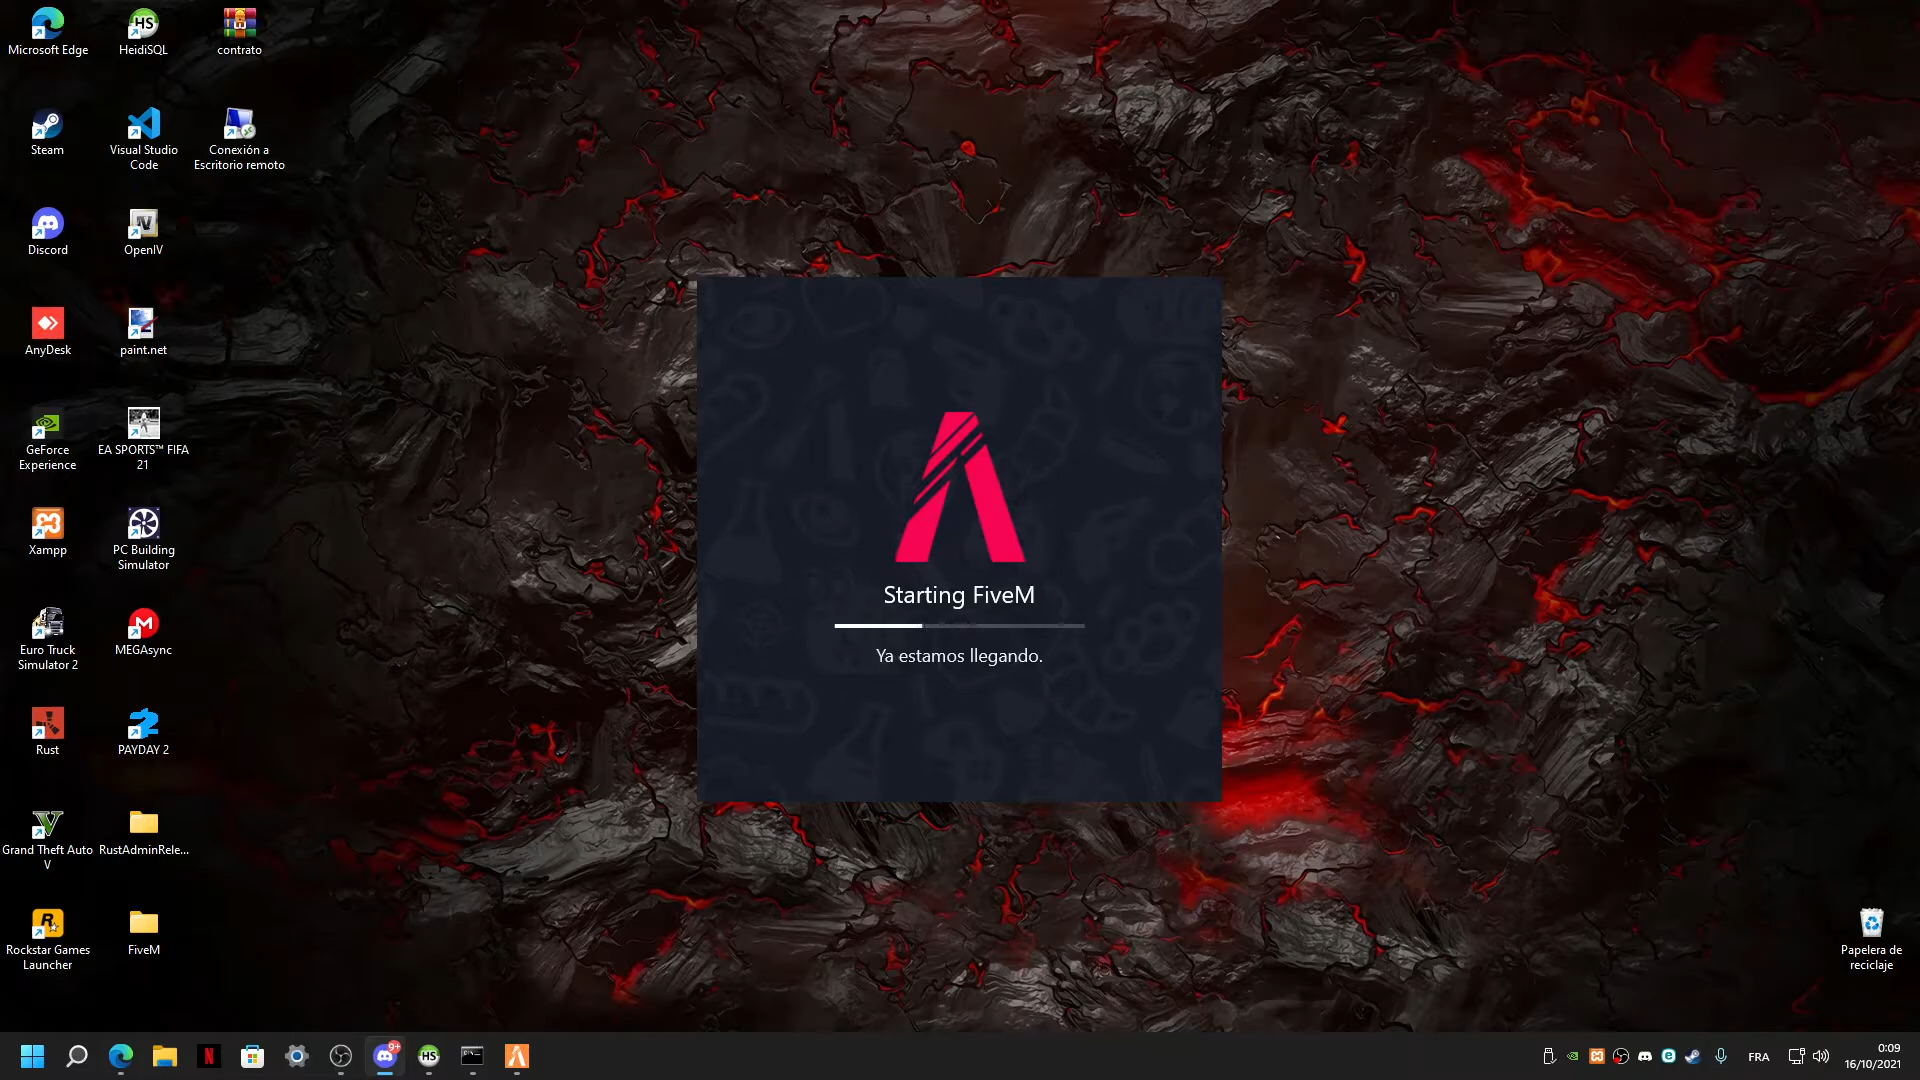 Microsoft Edge
HeidiSQL
contrato
Steam
Visual Studio
Code
Conexión a
Escritorio remoto
Discord
OpenIV
AnyDesk
paint.net
GeForce
Experience
EA SPORTS™ FIFA
21
Xampp
PC Building
Simulator
Euro Truck
Simulator 2
MEGAsync
Rust
PAYDAY 2
Grand Theft Auto
V
RustAdminRele...
Rockstar Games
Launcher
FiveM
Starting FiveM
Ya estamos llegando.
Papelera de
reciclaje
9+
FRA
0:09
16/10/2021